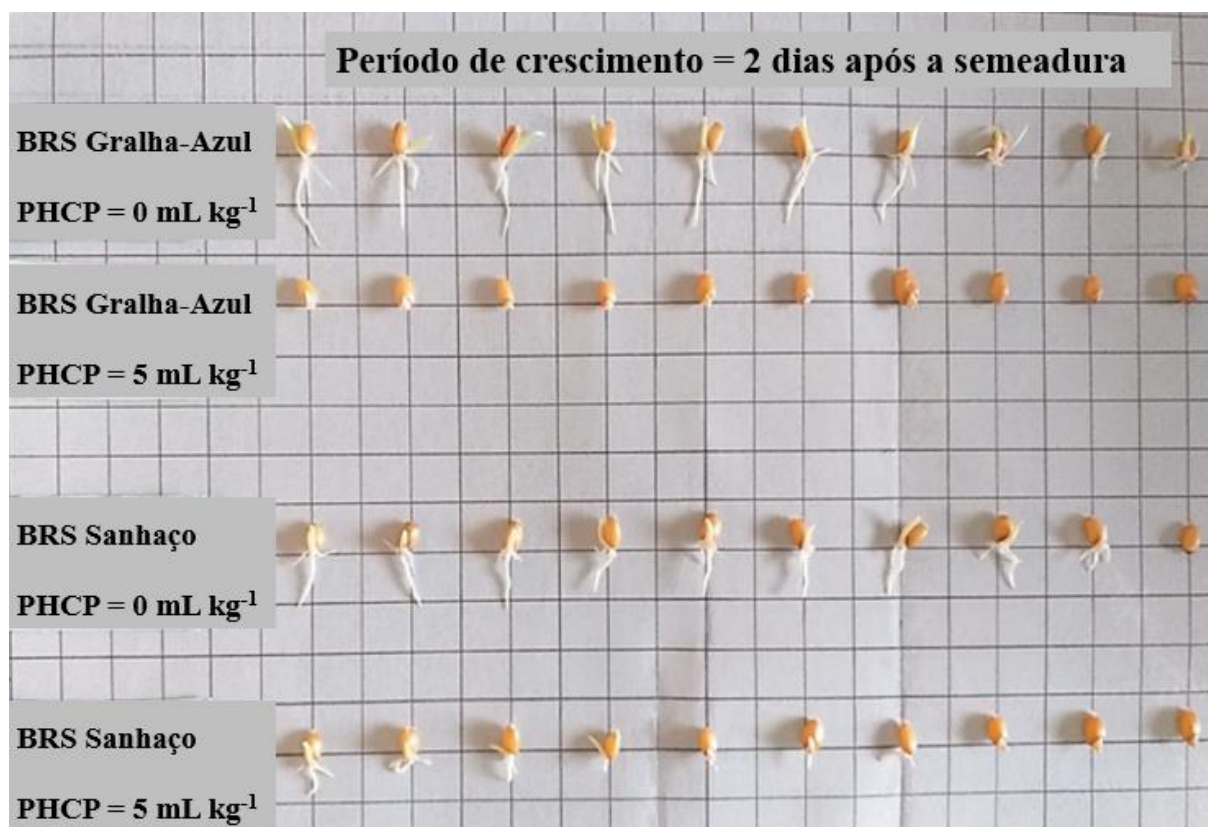 Período de crescimento = 2 dias após a semeadura
BRS Gralha-Azul
PHCP = 0 mL kg⁻¹
BRS Gralha-Azul
PHCP = 5 mL kg⁻¹
BRS Sanhaço
PHCP = 0 mL kg⁻¹
BRS Sanhaço
PHCP = 5 mL kg⁻¹